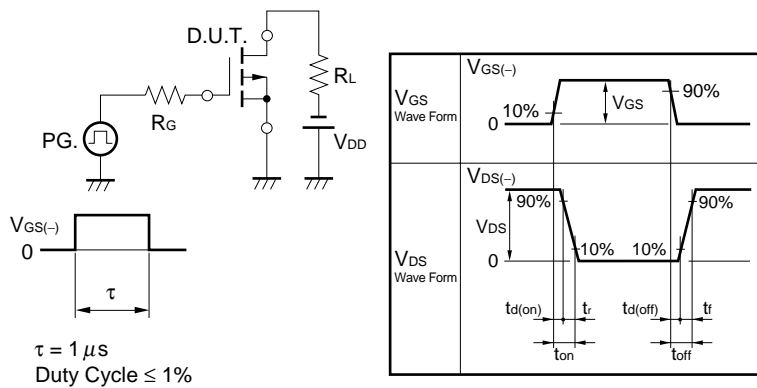 D.U.T.
RL
RG
PG.
VDD
VGS(−)
0
τ
τ = 1 μs
Duty Cycle ≤ 1%
VGS
Wave Form
VGS(−)
10%
0
VGS
90%
VDS
Wave Form
VDS(−)
90%
VDS
0
10%
10%
90%
td(on)
tr
td(off)
tf
ton
toff